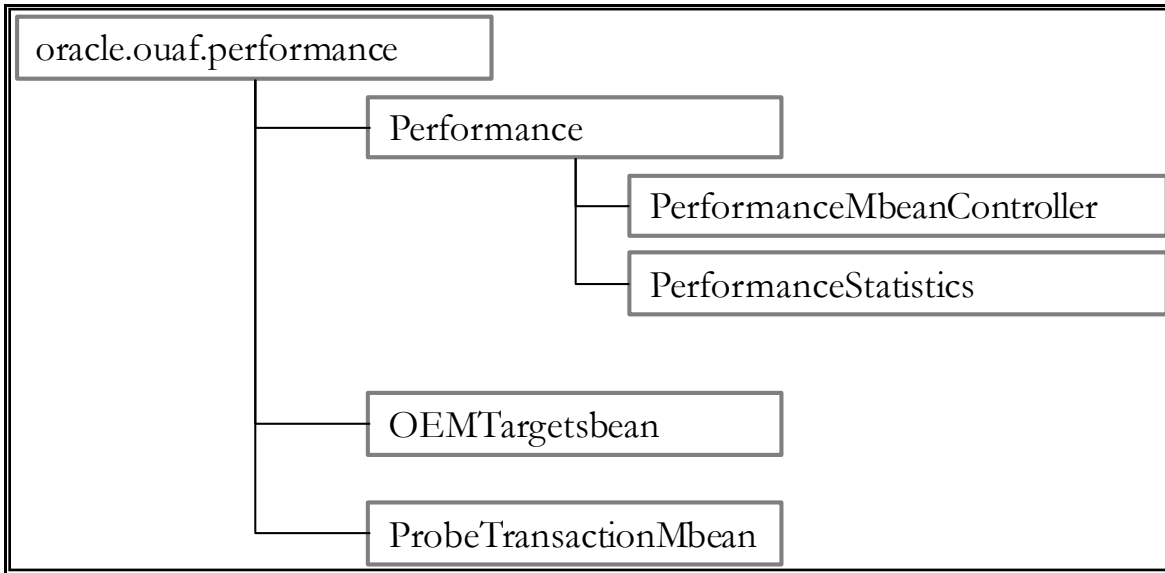 oracle.ouaf.performance
Performance
PerformanceMbeanController
PerformanceStatistics
OEMTargetsbean
ProbeTransactionMbean